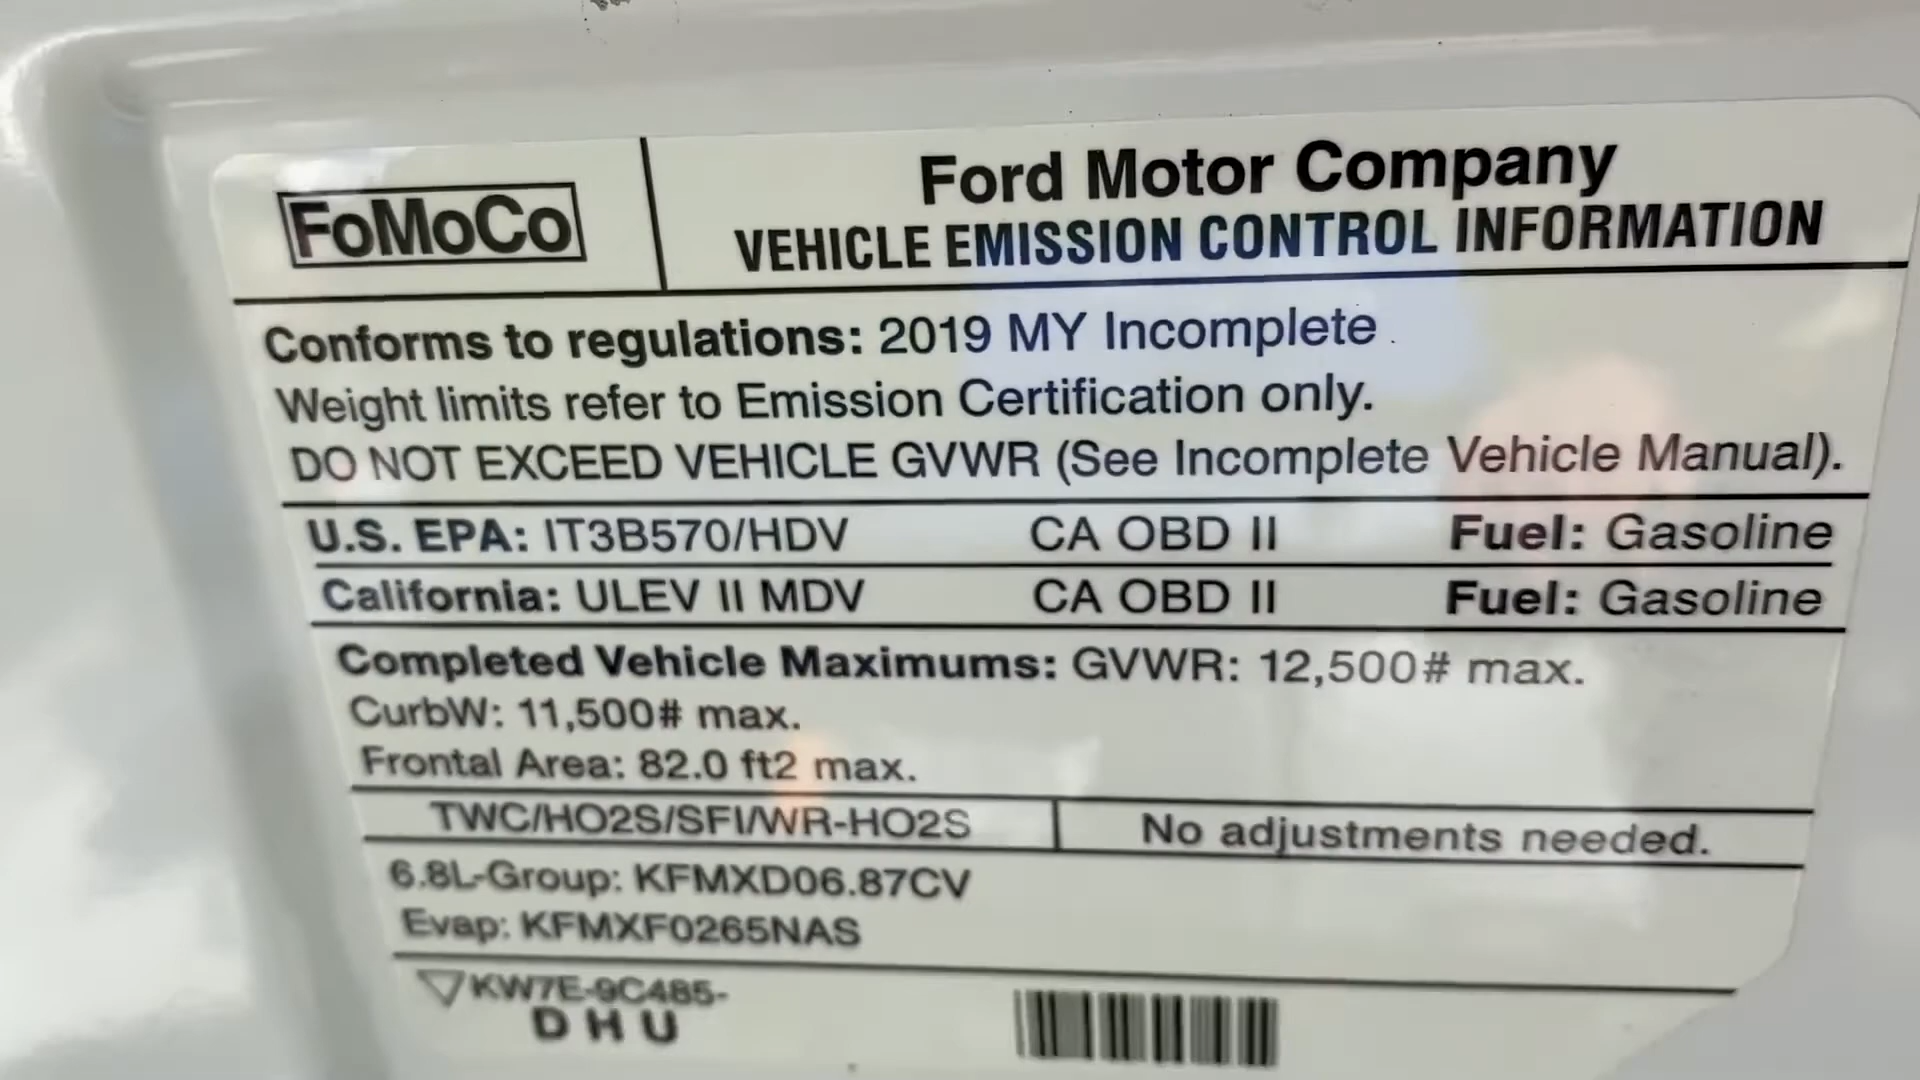 FoMoCo
Ford Motor Company
VEHICLE EMISSION CONTROL INFORMATION
Conforms to regulations: 2019 MY Incomplete .
Weight limits refer to Emission Certification only.
DO NOT EXCEED VEHICLE GVWR (See Incomplete Vehicle Manual).
U.S. EPA: IT3B570/HDV CA OBD II Fuel: Gasoline
California: ULEV II MDV CA OBD II Fuel: Gasoline
Completed Vehicle Maximums: GVWR: 12,500# max.
CurbW: 11,500# max.
Frontal Area: 82.0 ft2 max.
TWC/HO2S/SFI/WR-HO2S No adjustments needed.
6.8L-Group: KFMXD06.87CV
Evap: KFMXF0265NAS
▽KW7E-9C485-
DHU